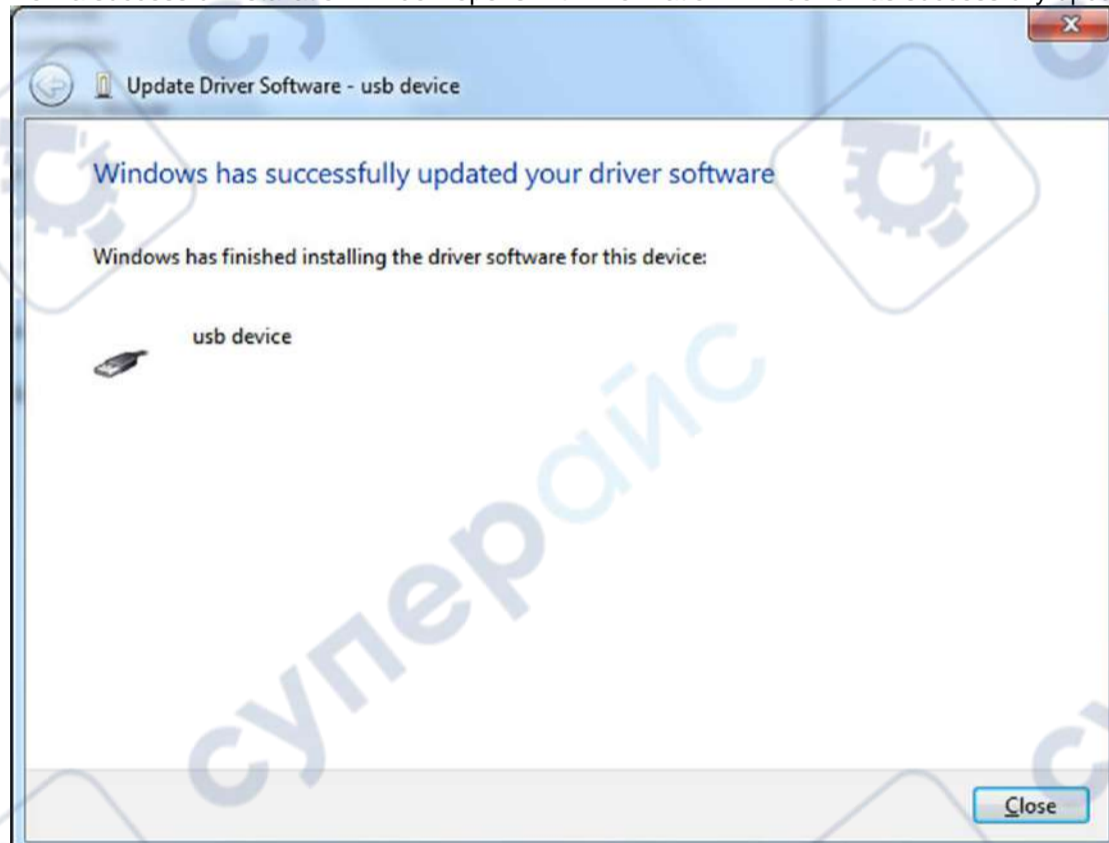 Update Driver Software - usb device
Windows has successfully updated your driver software
Windows has finished installing the driver software for this device:
usb device
суперайс
Close